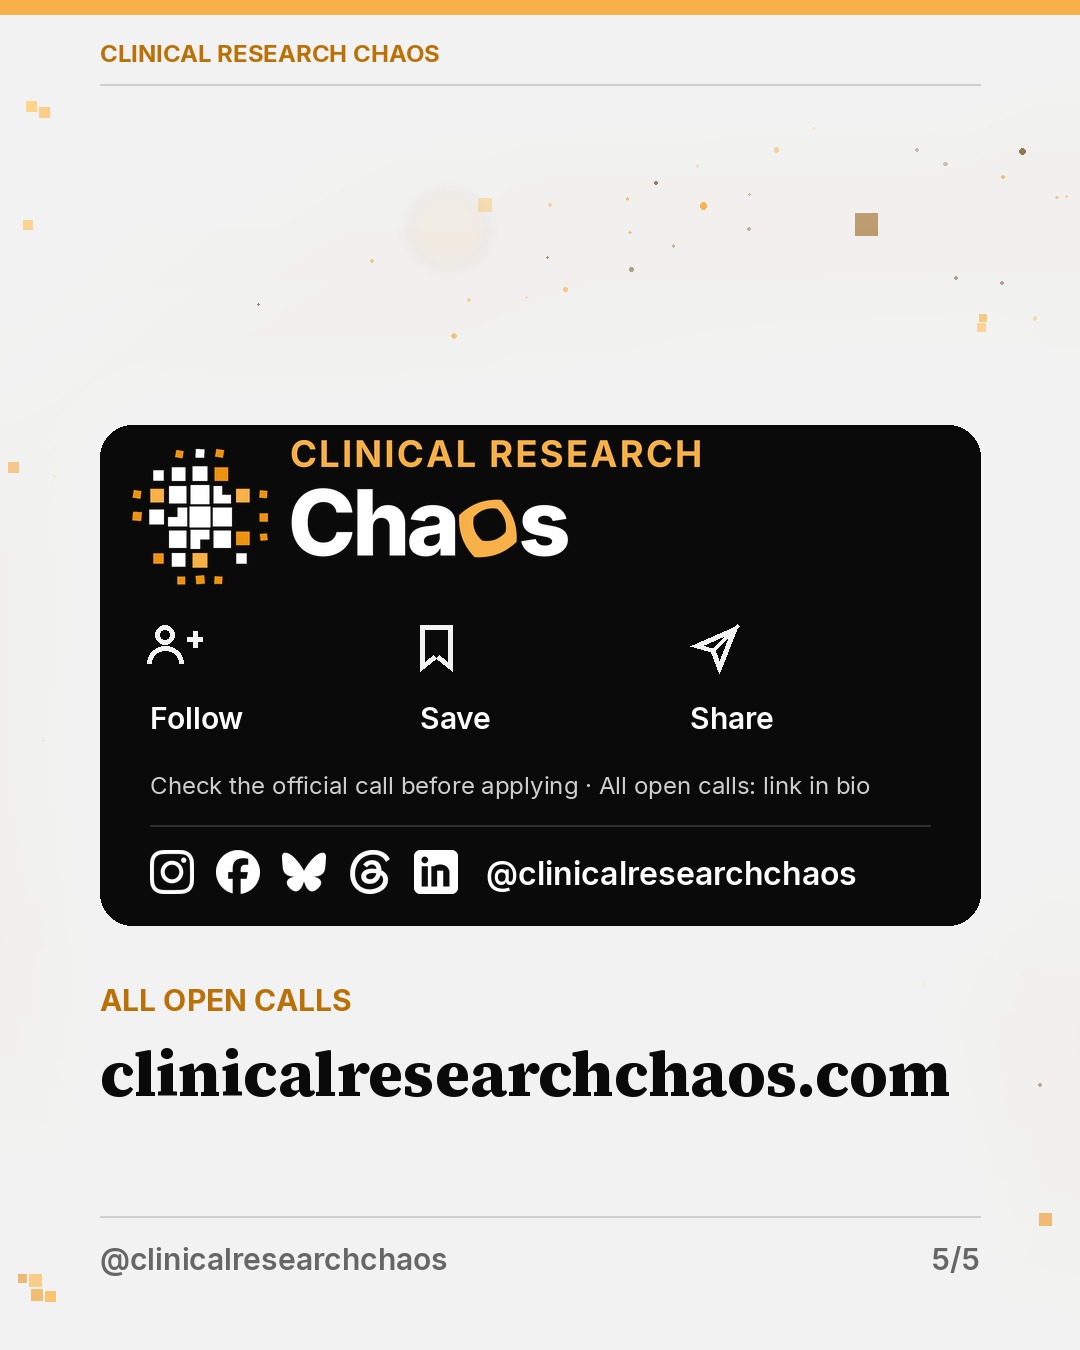 CLINICAL RESEARCH CHAOS
CLINICAL RESEARCH
Chaos
Follow
Save
Share
Check the official call before applying · All open calls: link in bio
@clinicalresearchchaos
ALL OPEN CALLS
clinicalresearchchaos.com
@clinicalresearchchaos
5/5